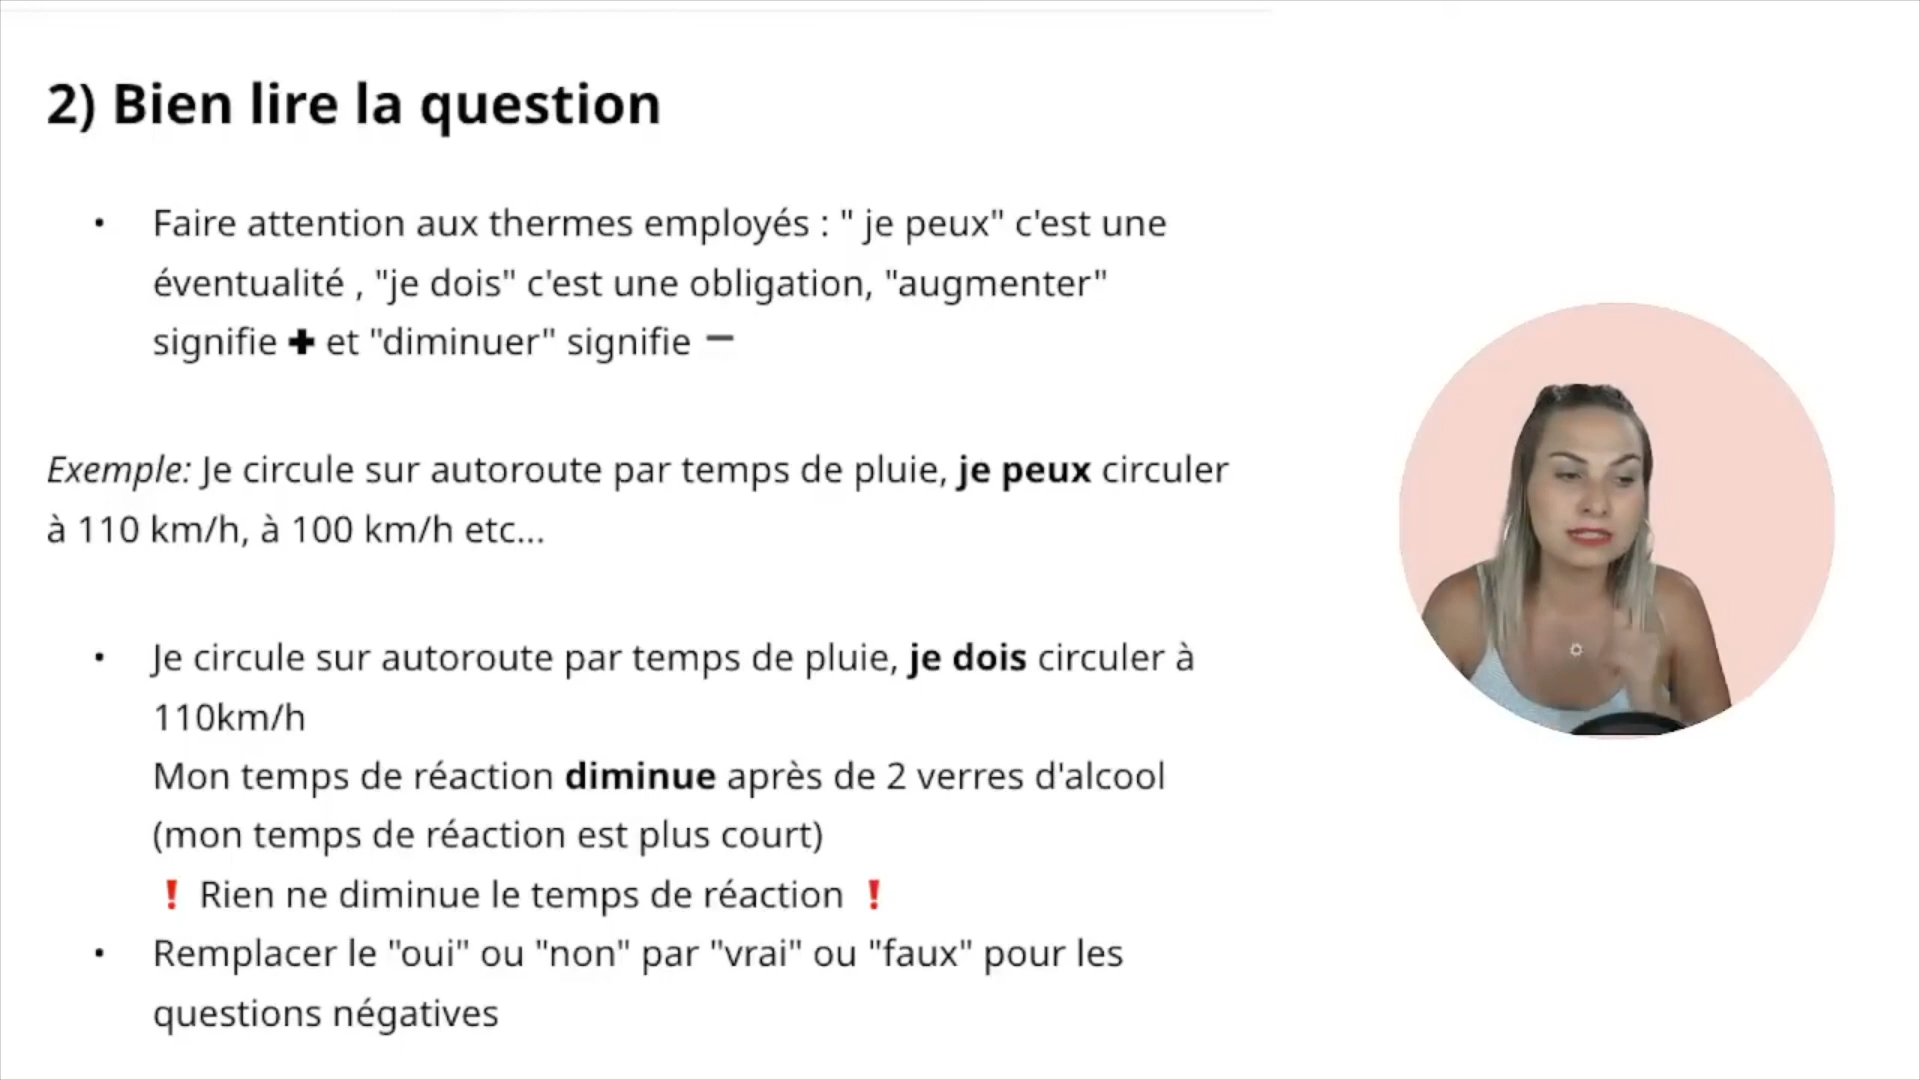 2) Bien lire la question
• Faire attention aux thermes employés : " je peux" c'est une
éventualité , "je dois" c'est une obligation, "augmenter"
signifie ➕ et "diminuer" signifie ➖
Exemple: Je circule sur autoroute par temps de pluie, je peux circuler
à 110 km/h, à 100 km/h etc...
• Je circule sur autoroute par temps de pluie, je dois circuler à
110km/h
Mon temps de réaction diminue après de 2 verres d'alcool
(mon temps de réaction est plus court)
❗ Rien ne diminue le temps de réaction ❗
• Remplacer le "oui" ou "non" par "vrai" ou "faux" pour les
questions négatives